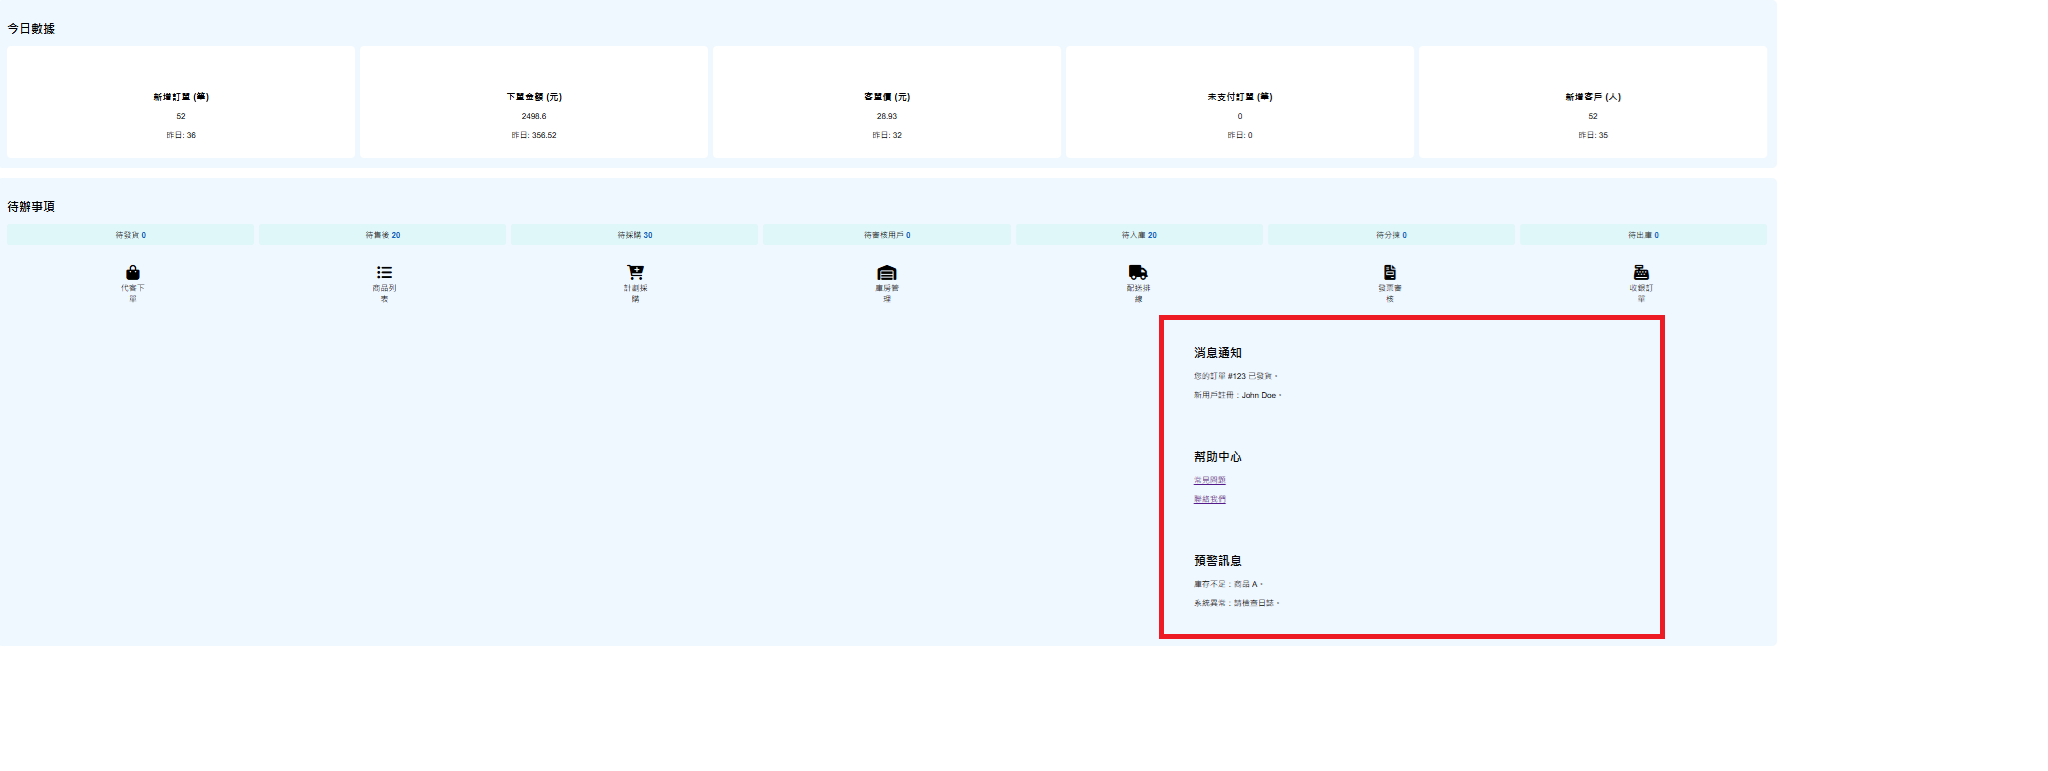 今日數據
新增訂單 (筆)
52
昨日: 36
下單金額 (元)
2498.6
昨日: 356.52
客單價 (元)
28.93
昨日: 32
未支付訂單 (筆)
0
昨日: 0
新增客戶 (人)
52
昨日: 35
待辦事項
待發貨 0
待售後 20
待採購 30
待審核用戶 0
待入庫 20
待分揀 0
待出庫 0
代客下
單
商品列
表
計劃採
購
庫房管
理
配送排
線
發票審
核
收銀訂
單
消息通知
您的訂單 #123 已發貨。
新用戶註冊：John Doe。
幫助中心
常見問題
聯絡我們
預警訊息
庫存不足：商品 A。
系統異常：請檢查日誌。